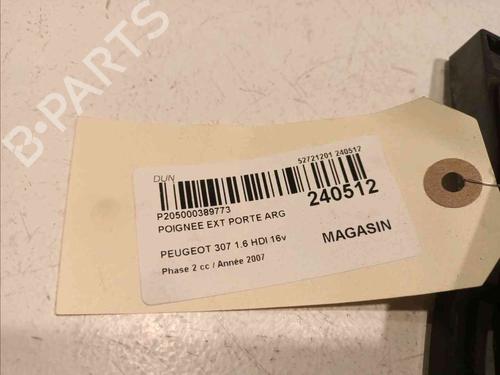 B-PARTS
DUN
52721201 240512
P205000389773
240512
POIGNEE EXT PORTE ARG
PEUGEOT 307 1.6 HDI 16v
MAGASIN
Phase 2 cc / Année 2007